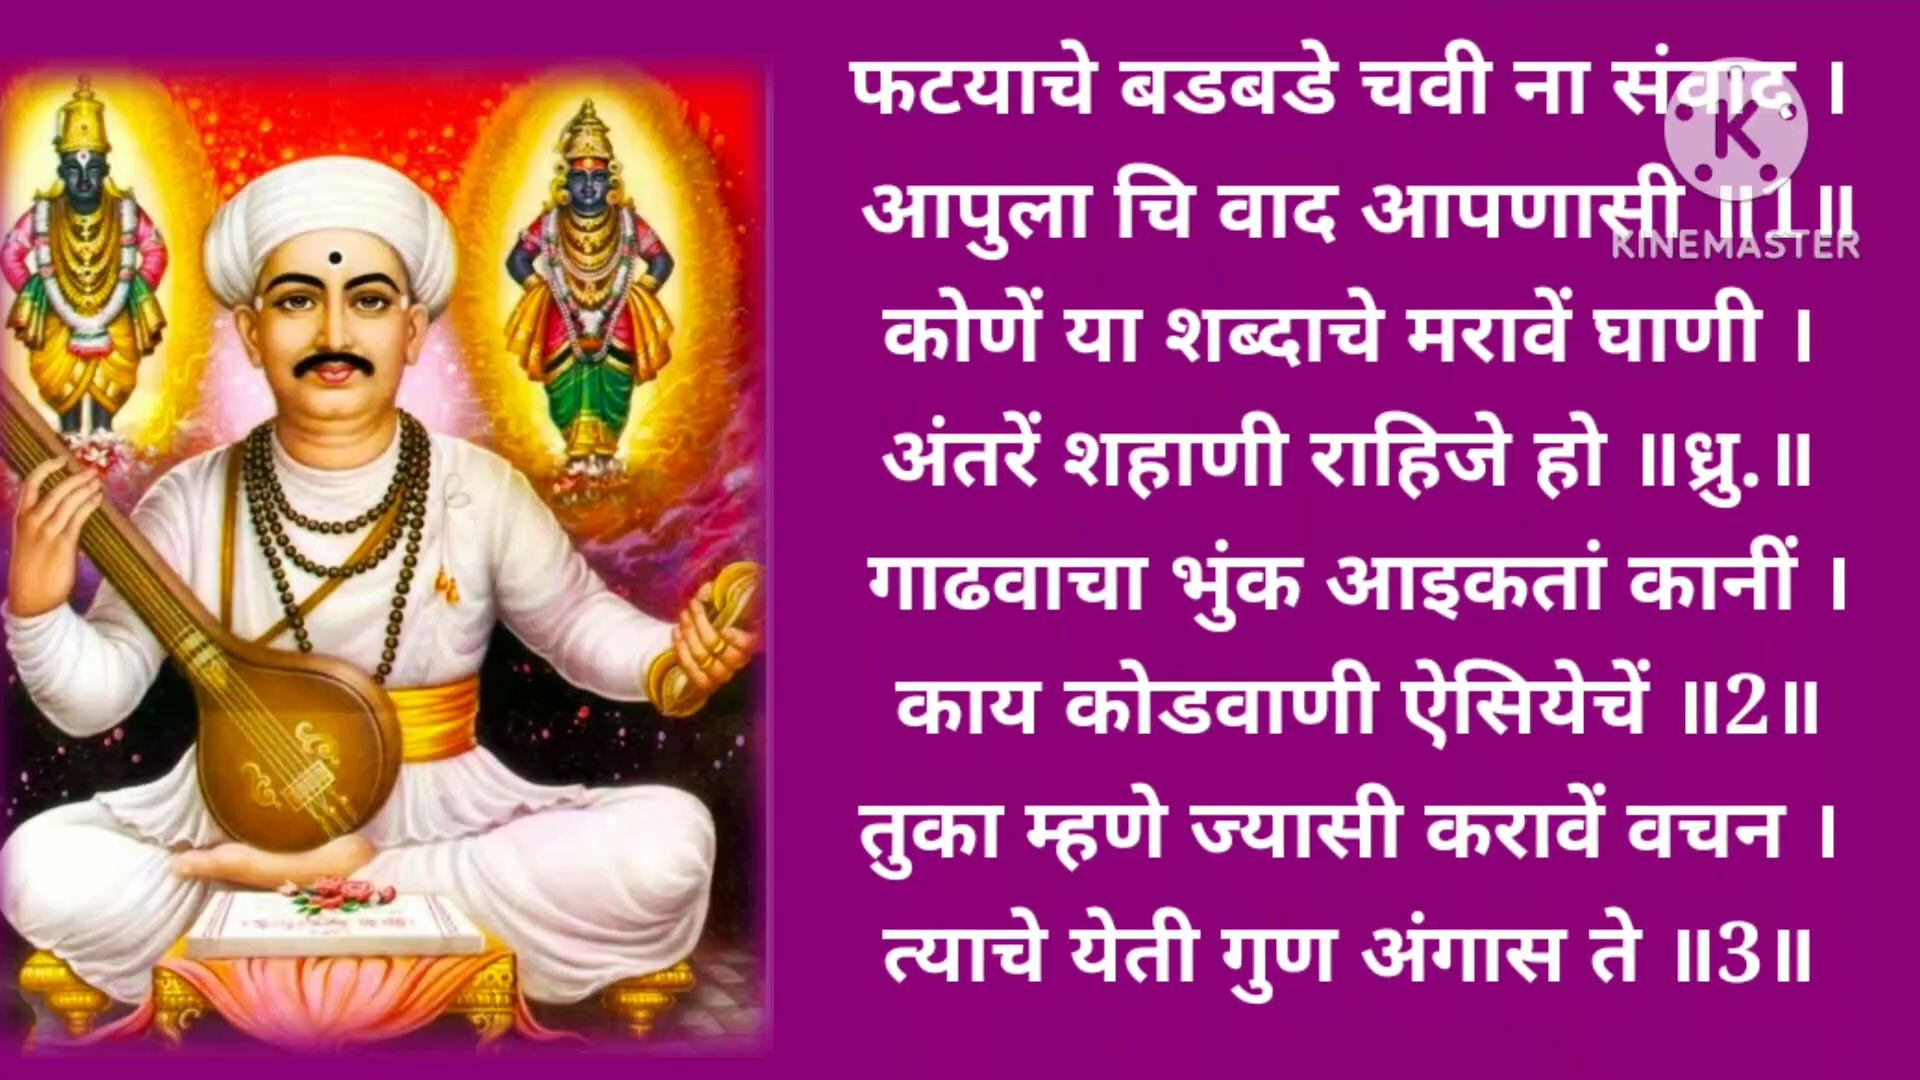 फटयाचे बडबडे चवी ना संवाद ।
आपुला चि वाद आपणासी ॥1॥
कोणें या शब्दाचे मरावें घाणी ।
अंतरें शहाणी राहिजे हो ॥ध्रु.॥
गाढवाचा भुंक आइकतां कानीं ।
काय कोडवाणी ऐसियेचें ॥2॥
तुका म्हणे ज्यासी करावें वचन ।
त्याचे येती गुण अंगास ते ॥3॥
K
KINEMASTER